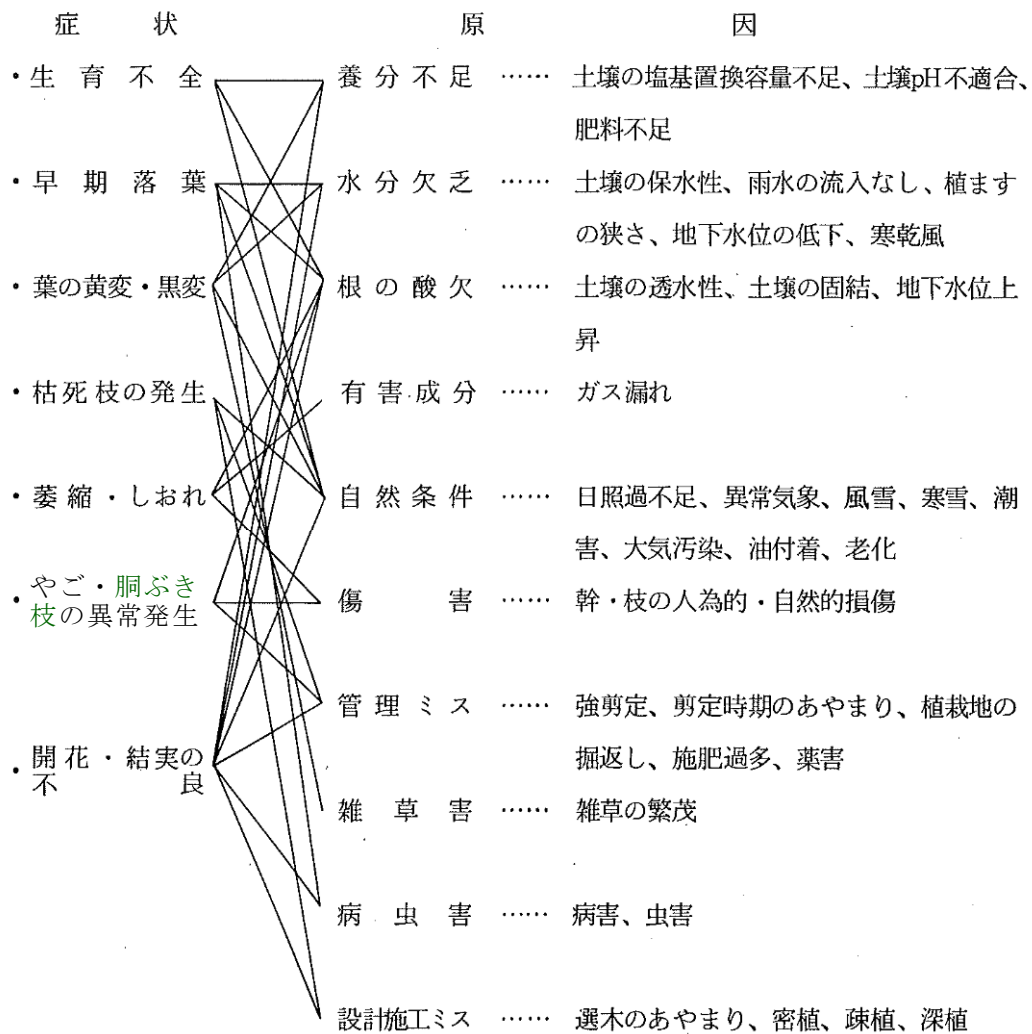 症状 原因
・生育不全 養分不足 …… 土壌の塩基置換容量不足、土壌pH不適合、
肥料不足
・早期落葉 水分欠乏 …… 土壌の保水性、雨水の流入なし、植ます
の狭さ、地下水位の低下、寒乾風
・葉の黄変・黒変 根の酸欠 …… 土壌の透水性、土壌の固結、地下水位上
昇
・枯死枝の発生 有害成分 …… ガス漏れ
・萎縮・しおれ 自然条件 …… 日照過不足、異常気象、風雪、寒雪、潮
害、大気汚染、油付着、老化
・やご・胴ぶき
枝の異常発生 傷害 …… 幹・枝の人為的・自然的損傷
管理ミス …… 強剪定、剪定時期のあやまり、植栽地の
掘返し、施肥過多、薬害
・開花・結実の
不良
雑草害 …… 雑草の繁茂
病虫害 …… 病害、虫害
設計施工ミス …… 選木のあやまり、密植、疎植、深植